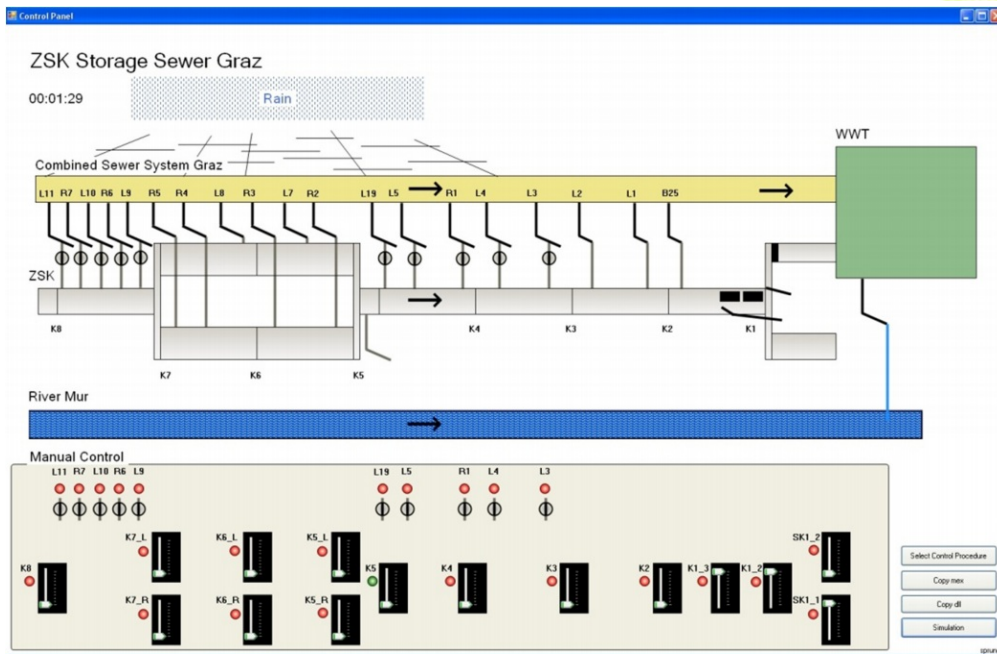 Control Panel
ZSK Storage Sewer Graz
00:01:29
Rain
WWT
Combined Sewer System Graz
L11 R7 L10 R6 L9 R5 R4 L8 R3 L7 R2 L19 L5 R1 L4 L3 L2 L1 B25
ZSK
K8 K4 K3 K2 K1
K7 K6 K5
River Mur
Manual Control
L11 R7 L10 R6 L9 L19 L5 R1 L4 L3
K7_L K6_L K5_L SK1_2
K8 K5 K4 K3 K2 K1_3 K1_2
K7_R K6_R K5_R SK1_1
Select Control Procedure
Copy mex
Copy dll
Simulation